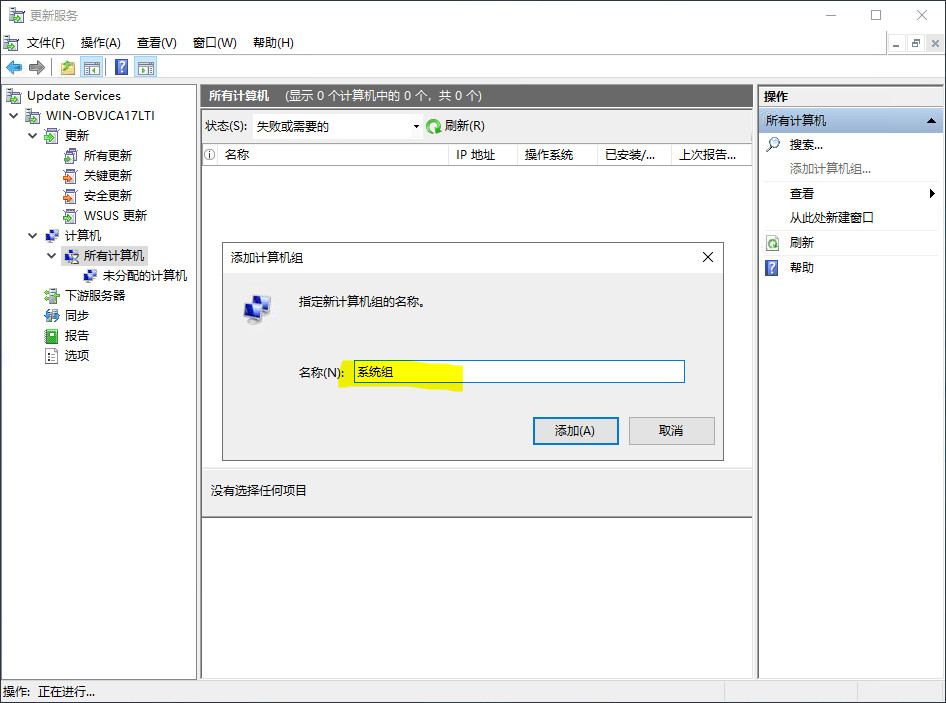 更新服务
文件(F) 操作(A) 查看(V) 窗口(W) 帮助(H)
Update Services
WIN-OBVJCA17LTI
更新
所有更新
关键更新
安全更新
WSUS 更新
计算机
所有计算机
未分配的计算机
下游服务器
同步
报告
选项
所有计算机 (显示 0 个计算机中的 0 个，共 0 个)
状态(S): 失败或需要的 刷新(R)
名称 IP 地址 操作系统 已安装/... 上次报告...
添加计算机组
指定新计算机组的名称。
名称(N): 系统组
添加(A) 取消
没有选择任何项目
操作
所有计算机
搜索...
添加计算机组...
查看
从此处新建窗口
刷新
帮助
操作: 正在进行...